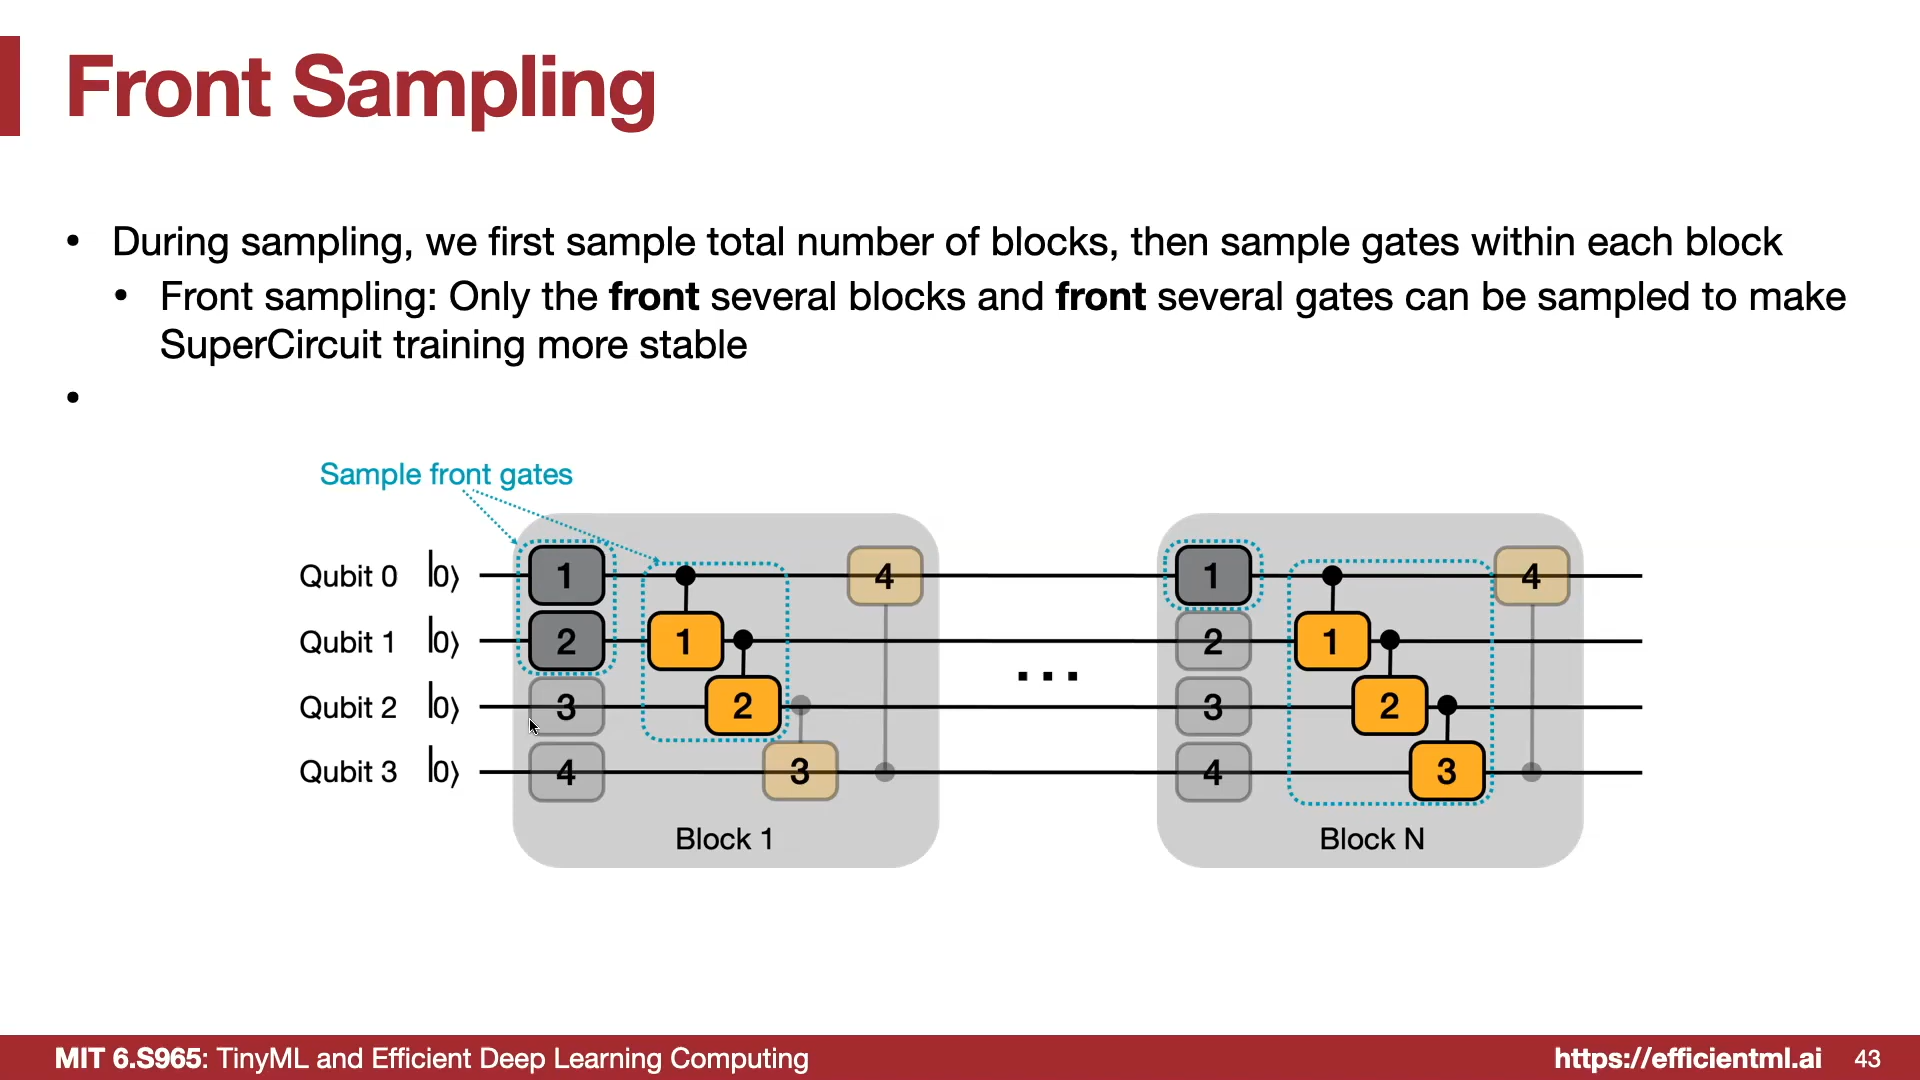 Front Sampling
• During sampling, we first sample total number of blocks, then sample gates within each block
• Front sampling: Only the front several blocks and front several gates can be sampled to make
SuperCircuit training more stable
•
Sample front gates
Qubit 0 |0⟩ 1 4 1 4
Qubit 1 |0⟩ 2 1 2 1
Qubit 2 |0⟩ 3 2 3 2
Qubit 3 |0⟩ 4 3 4 3
...
Block 1 Block N
MIT 6.S965: TinyML and Efficient Deep Learning Computing https://efficientml.ai 43